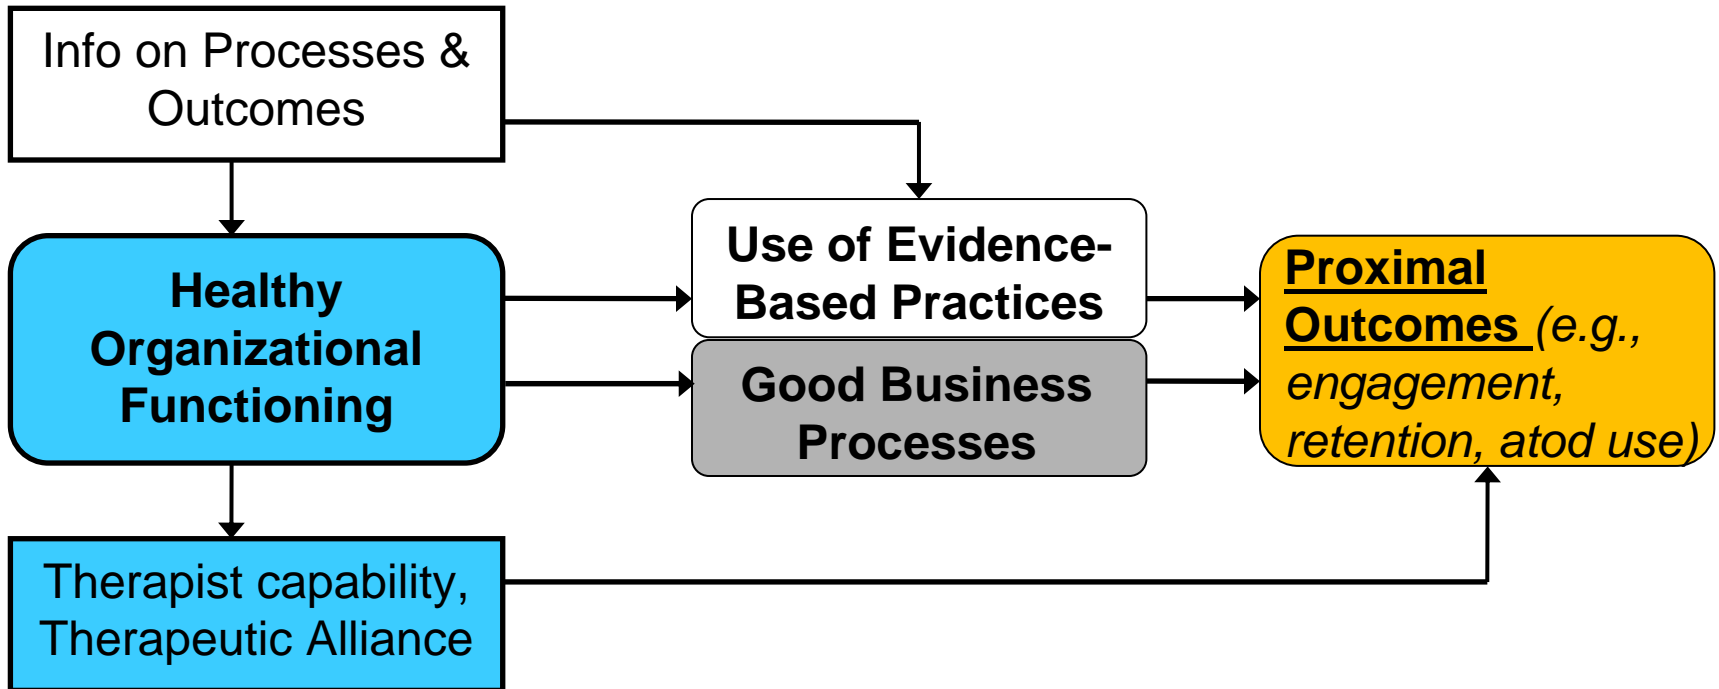 Info on Processes &
Outcomes
Healthy
Organizational
Functioning
Therapist capability,
Therapeutic Alliance
Use of Evidence-
Based Practices
Good Business
Processes
Proximal
Outcomes (e.g.,
engagement,
retention, atod use)